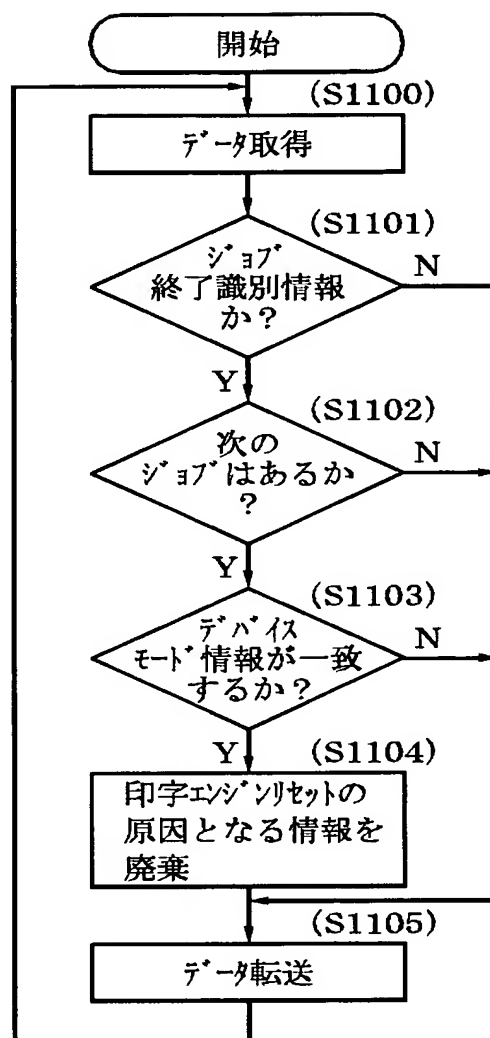 開始
(S1100)
データ取得
(S1101)
ジョブ
終了識別情報
か？
N
Y
(S1102)
次の
ジョブはあるか
？
N
Y
(S1103)
デバイス
モード情報が一致
するか？
N
Y
(S1104)
印字エンジンリセットの
原因となる情報を
廃棄
(S1105)
データ転送